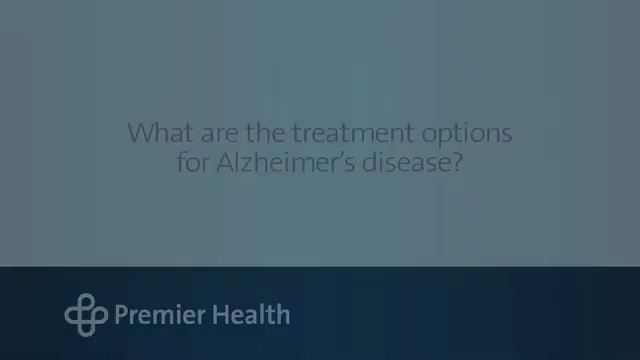 What are the treatment options
for Alzheimer's disease?
Premier Health